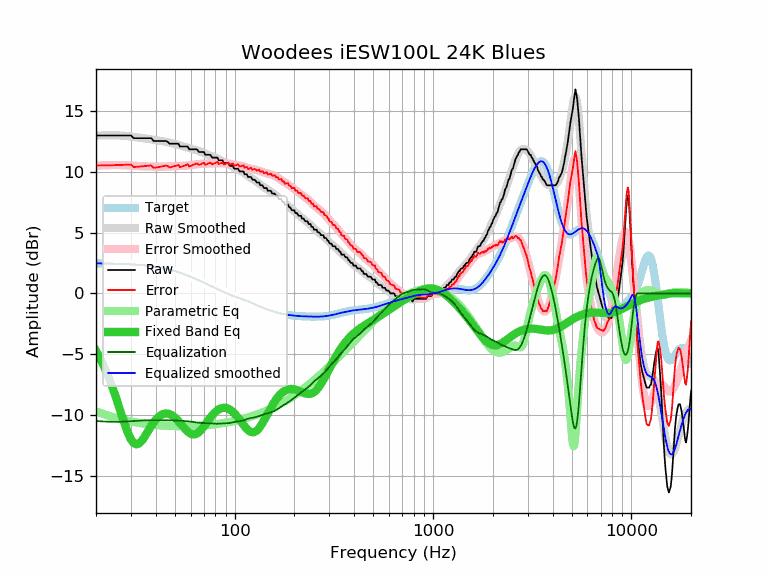 Woodees iESW100L 24K Blues
Amplitude (dBr)
15
10
5
0
−5
−10
−15
Target
Raw Smoothed
Error Smoothed
Raw
Error
Parametric Eq
Fixed Band Eq
Equalization
Equalized smoothed
100
1000
10000
Frequency (Hz)